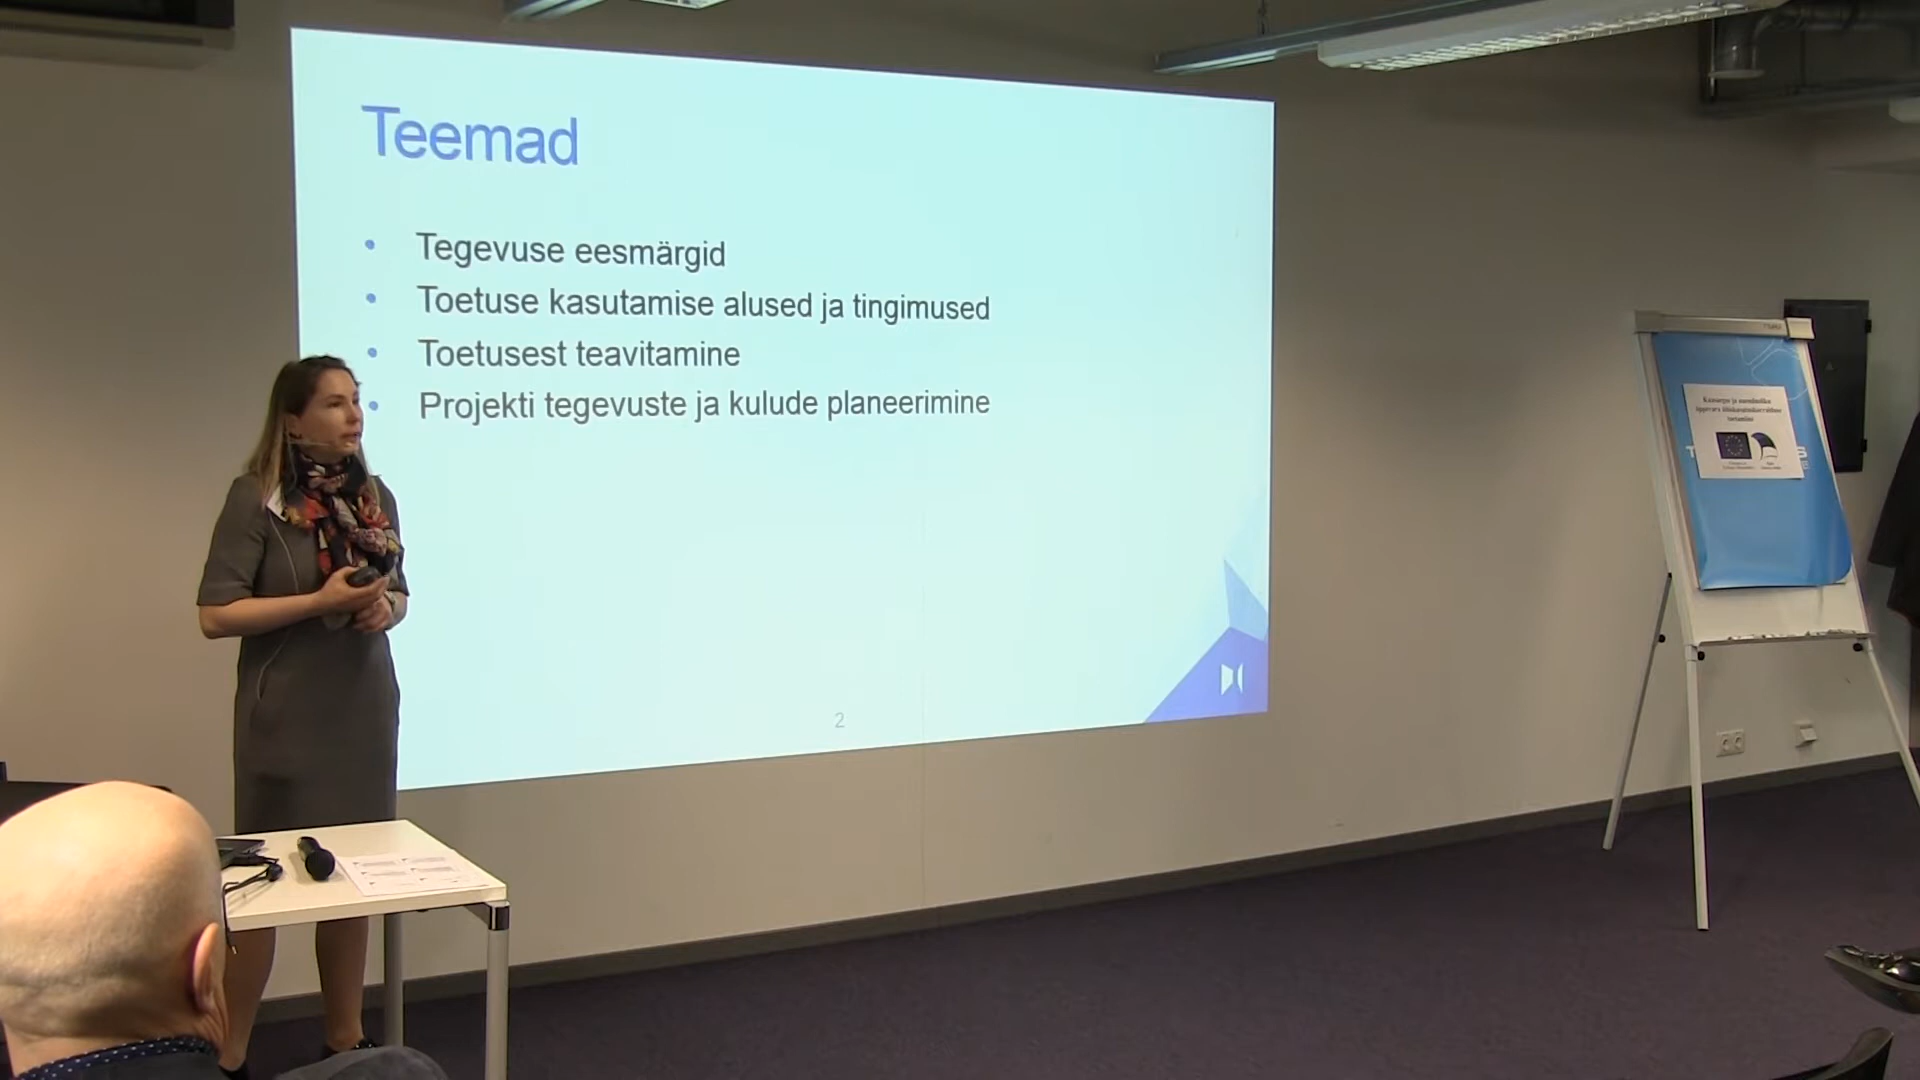 Teemad
• Tegevuse eesmärgid
• Toetuse kasutamise alused ja tingimused
• Toetusest teavitamine
• Projekti tegevuste ja kulude planeerimine
2